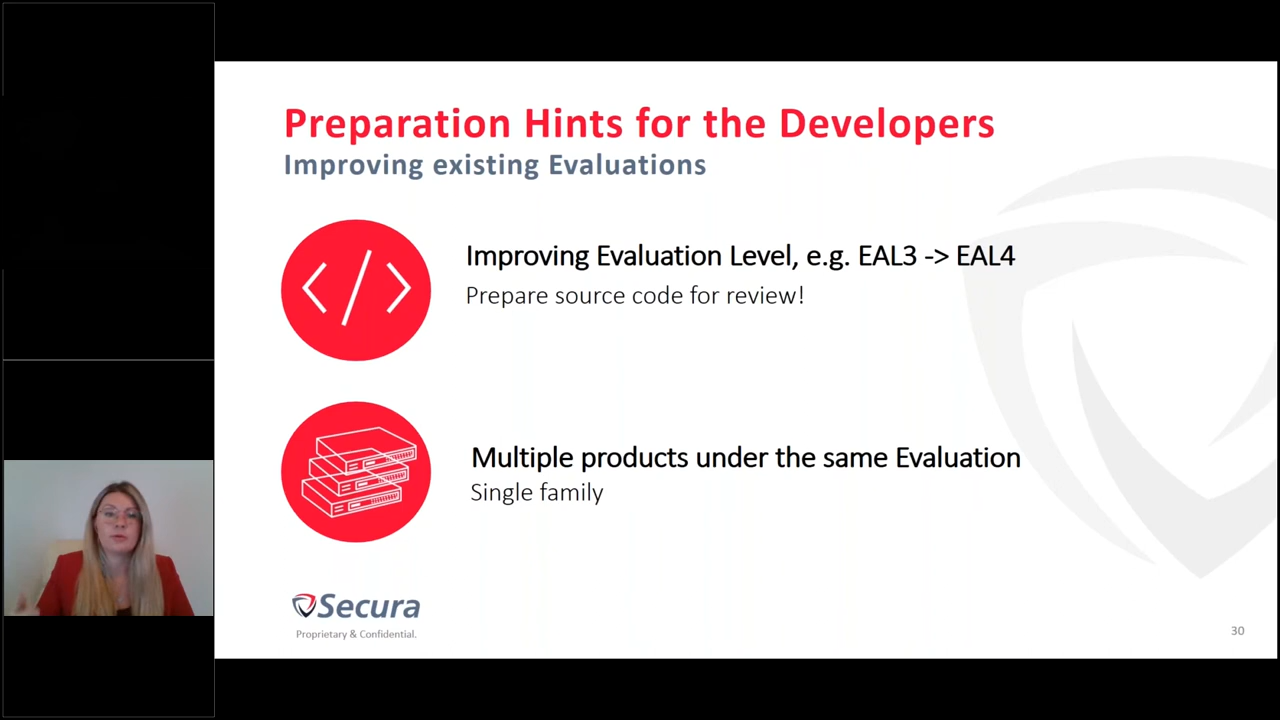 Preparation Hints for the Developers
Improving existing Evaluations
Improving Evaluation Level, e.g. EAL3 -> EAL4
Prepare source code for review!
Multiple products under the same Evaluation
Single family
Secura
Proprietary & Confidential.
30